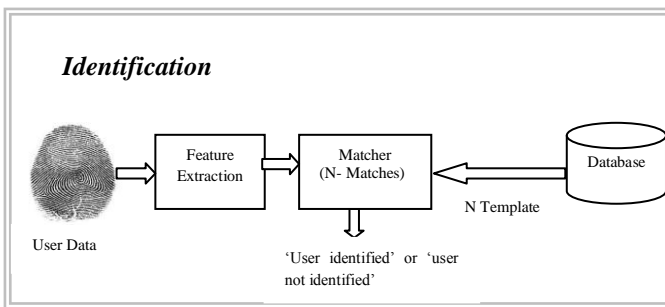 Identification
Feature
Extraction
Matcher
(N- Matches)
Database
N Template
User Data
‘User identified’ or ‘user
not identified’